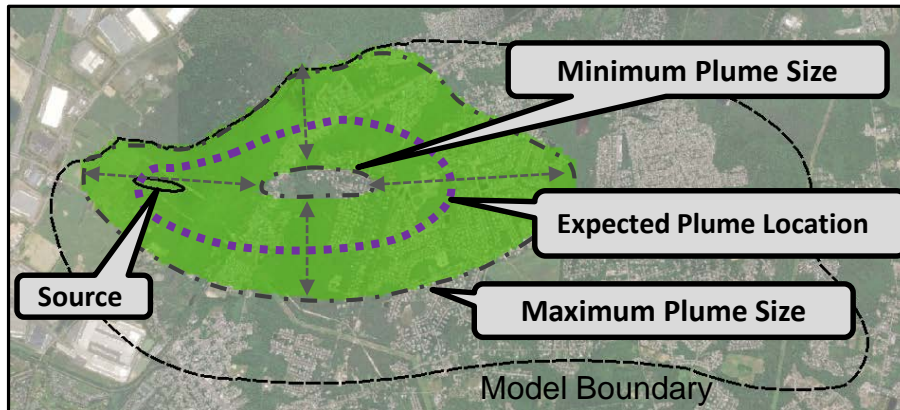 Minimum Plume Size
Expected Plume Location
Source
Maximum Plume Size
Model Boundary